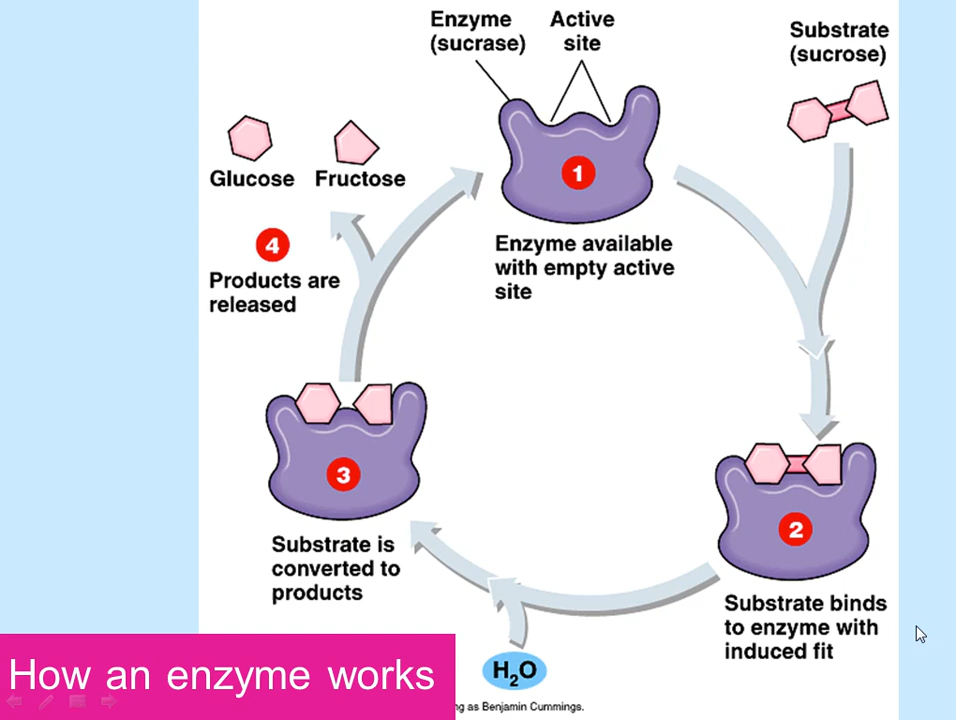 Enzyme
(sucrase)
Active
site
Substrate
(sucrose)
Glucose
Fructose
1
Enzyme available
with empty active
site
4
Products are
released
3
2
Substrate is
converted to
products
Substrate binds
to enzyme with
induced fit
H₂O
How an enzyme works
as Benjamin Cummings.